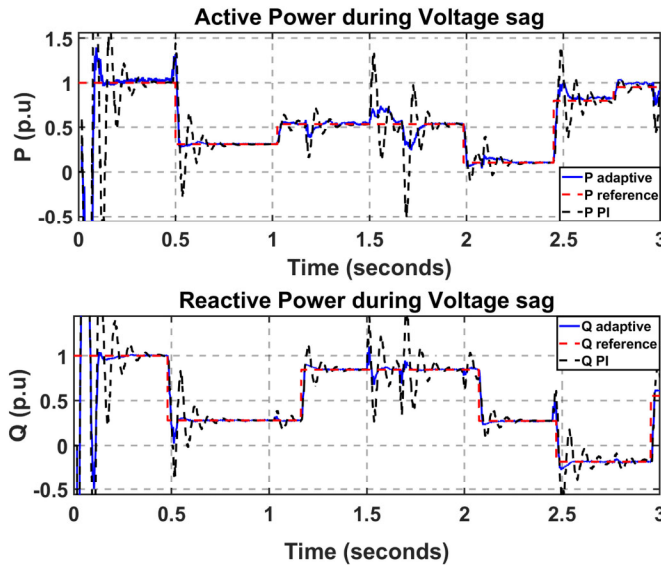 Active Power during Voltage sag
P (p.u)
1.5
1
0.5
0
-0.5
P adaptive
P reference
P PI
0 0.5 1 1.5 2 2.5 3
Time (seconds)
Reactive Power during Voltage sag
Q (p.u)
1
0.5
0
-0.5
Q adaptive
Q reference
Q PI
0 0.5 1 1.5 2 2.5 3
Time (seconds)